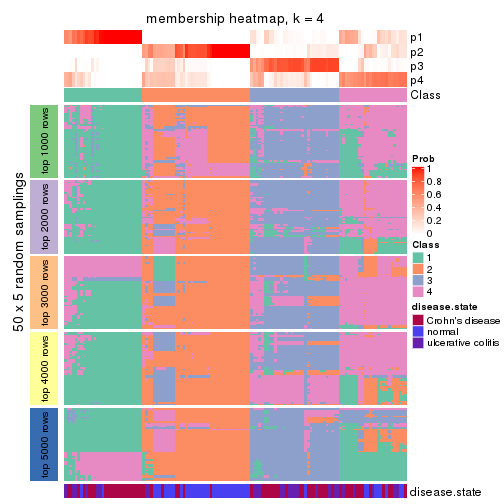 membership heatmap, k = 4
p1
p2
p3
p4
Class
50 x 5 random samplings
top 1000 rows
top 2000 rows
top 3000 rows
top 4000 rows
top 5000 rows
Prob
0.8
0.6
0.4
0.2
0
Class
1
2
3
4
disease.state
Crohn's disease
normal
ulcerative colitis
disease.state